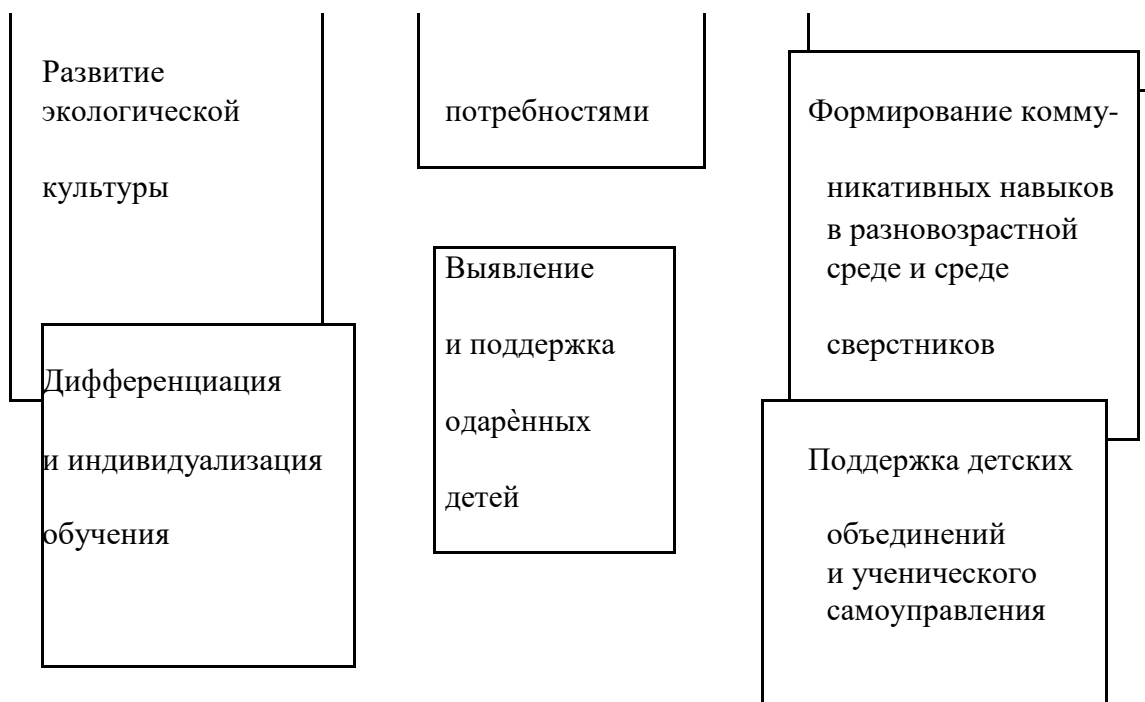 Развитие
экологической
культуры
потребностями
Формирование комму-
никативных навыков
в разновозрастной
среде и среде
сверстников
Дифференциация
и индивидуализация
обучения
Выявление
и поддержка
одарѐнных
детей
Поддержка детских
объединений
и ученического
самоуправления